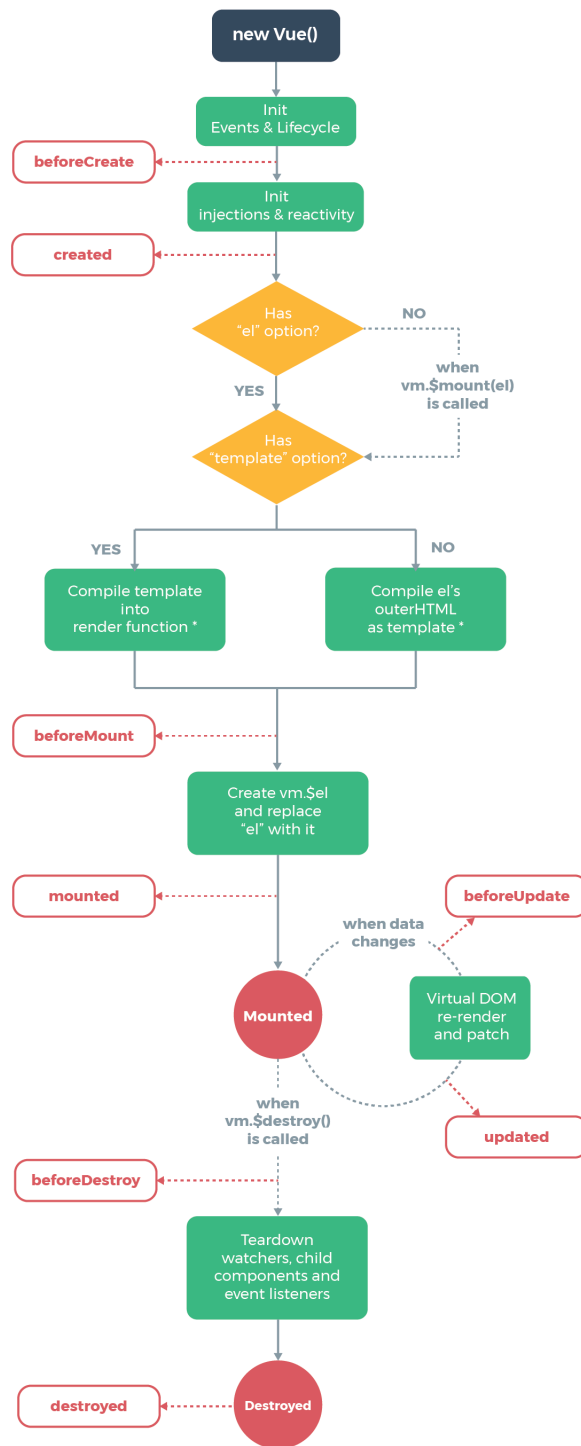 new Vue()
Init
Events & Lifecycle
beforeCreate
Init
injections & reactivity
created
Has
“el” option?
NO
when
vm.$mount(el)
is called
YES
Has
“template” option?
YES
NO
Compile template
into
render function *
Compile el’s
outerHTML
as template *
beforeMount
Create vm.$el
and replace
“el” with it
mounted
beforeUpdate
when data
changes
Mounted
Virtual DOM
re-render
and patch
when
vm.$destroy()
is called
updated
beforeDestroy
Teardown
watchers, child
components and
event listeners
destroyed
Destroyed